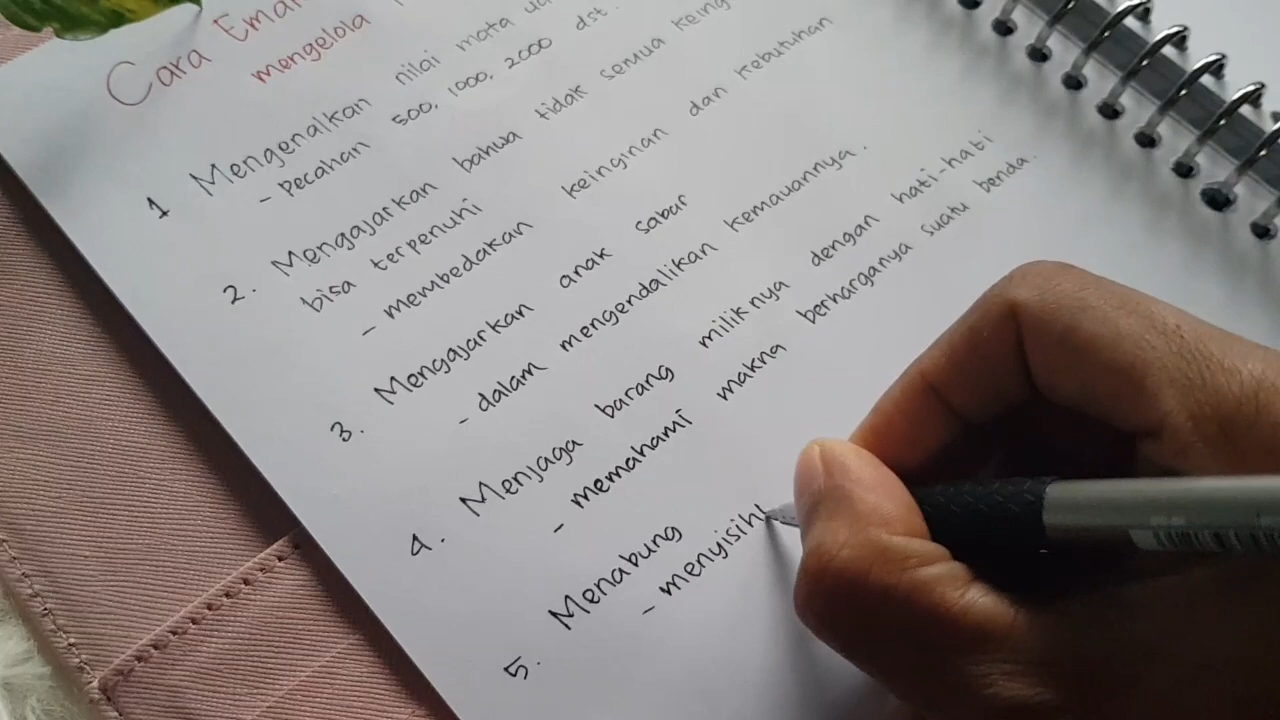 Cara
mengelola
1 Mengenalkan nilai mata
- Pecahan 500, 1000, 2000 dst.
2. Mengajarkan bahwa tidak semua
bisa terpenuhi
- membedakan keinginan dan kebutuhan
3. Mengajarkan anak sabar
- dalam mengendalikan kemauannya.
4. Menjaga barang miliknya dengan hati-hati
- memahami makna berharganya suatu benda.
5. Menabung
- menyisih